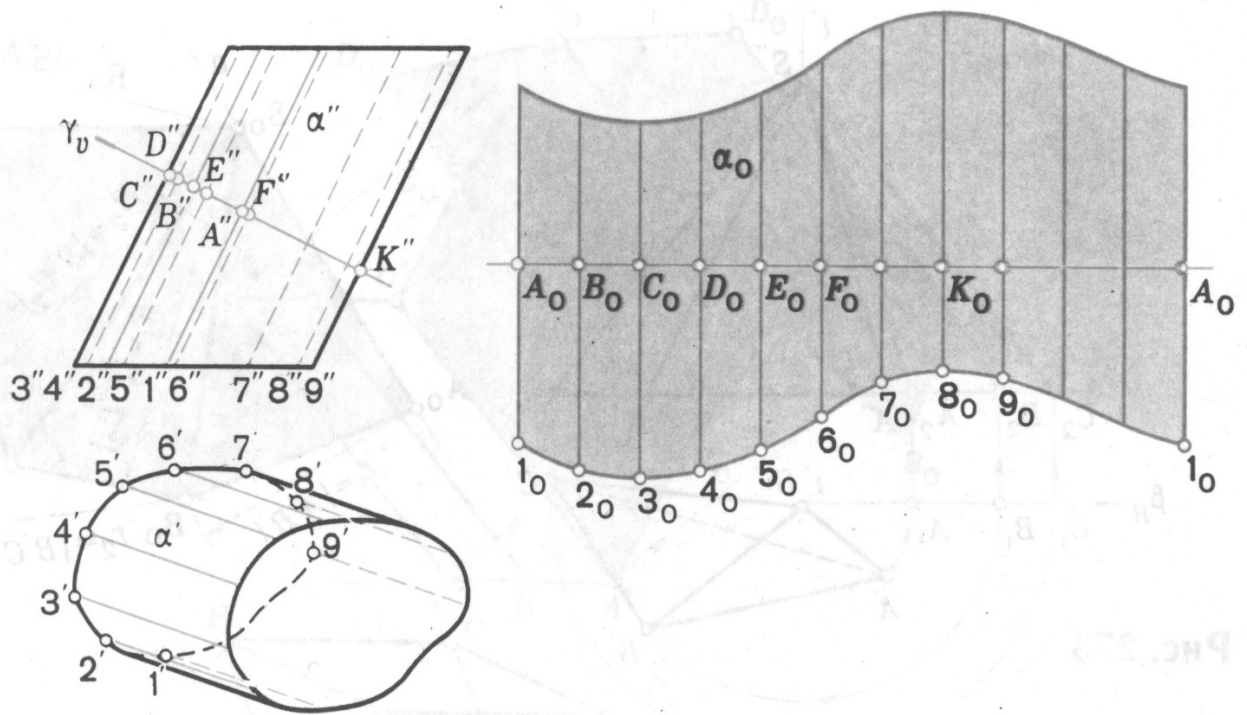 γᵥ
D″
C″
B″
E″
A″
F″
α″
K″
3″ 4″ 2″ 5″ 1″ 6″ 7″ 8″ 9″
6′ 7′
5′ 8′
4′ α′ 9′
3′
2′ 1′
α₀
A₀ B₀ C₀ D₀ E₀ F₀ K₀ A₀
1₀ 2₀ 3₀ 4₀ 5₀ 6₀ 7₀ 8₀ 9₀ 1₀